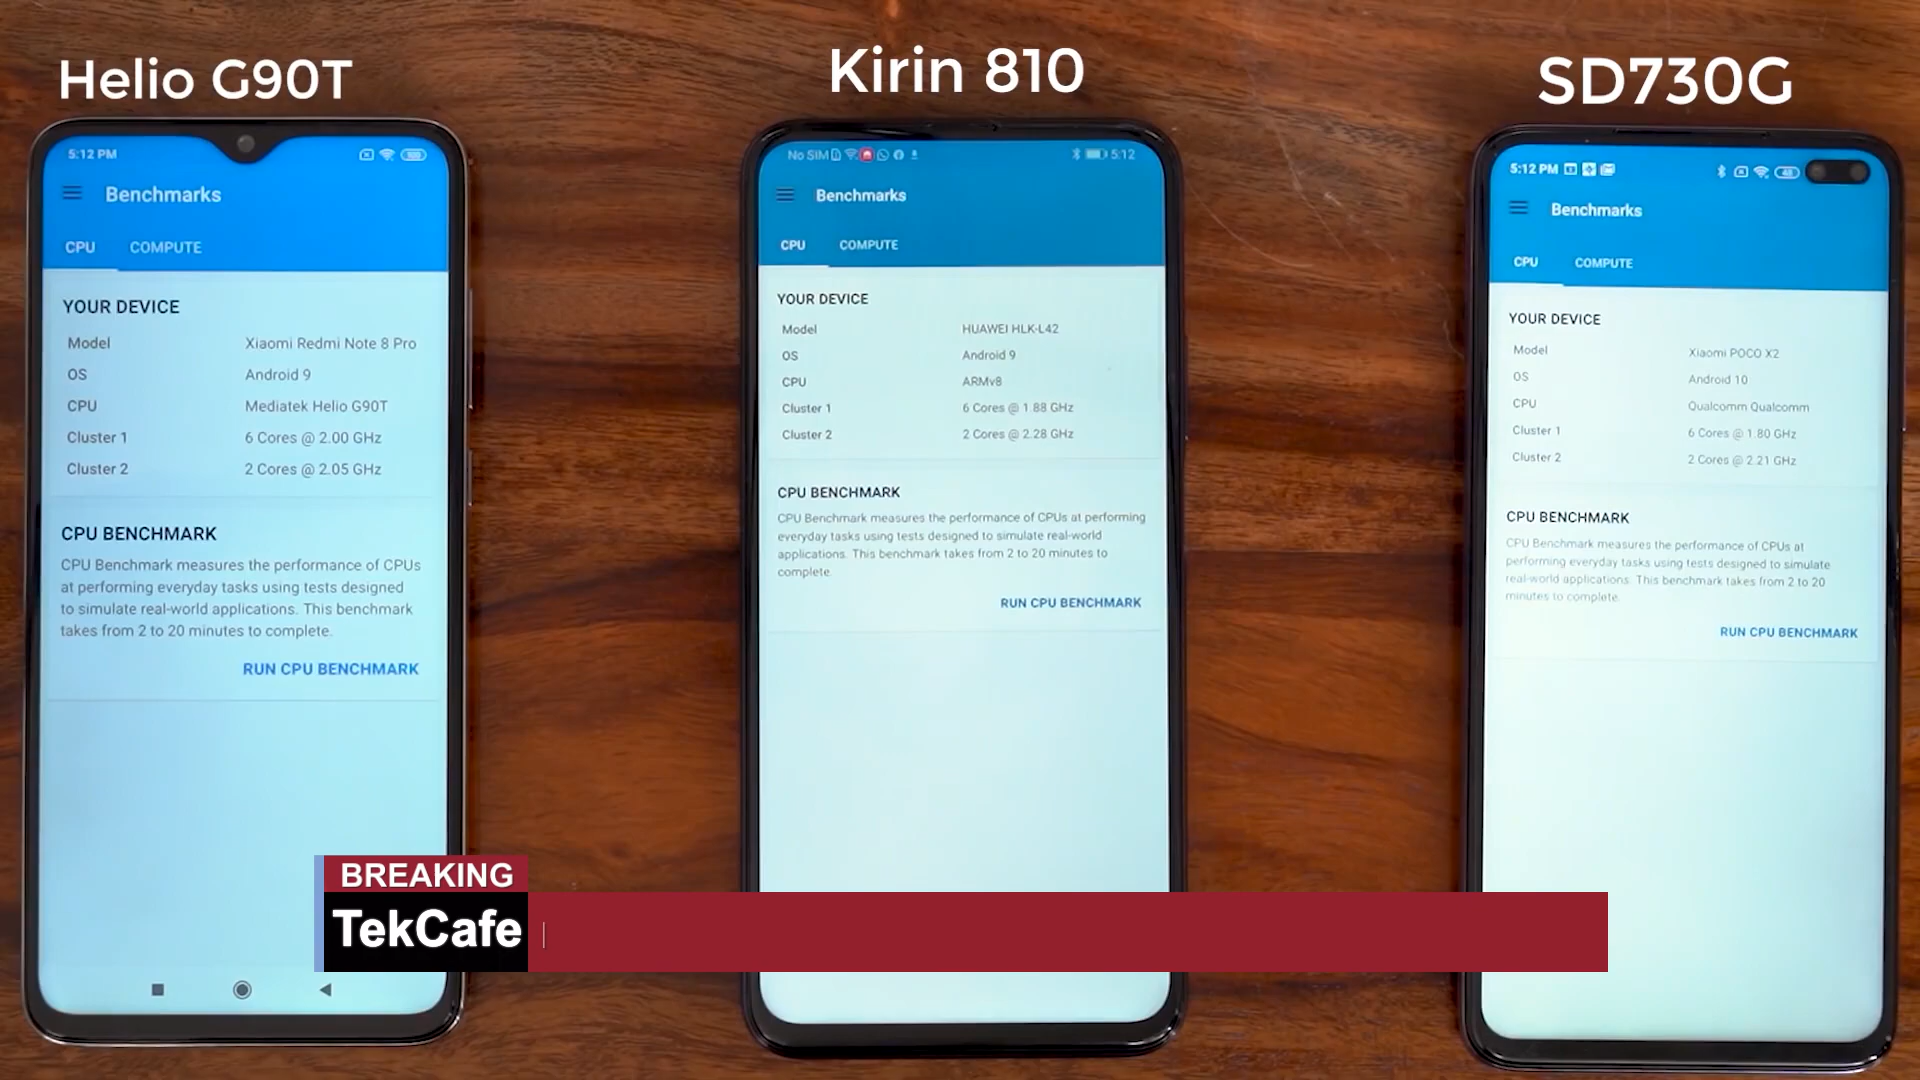 Helio G90T
Kirin 810
SD730G
5:12 PM
Benchmarks
CPU COMPUTE
YOUR DEVICE
Model Xiaomi Redmi Note 8 Pro
OS Android 9
CPU Mediatek Helio G90T
Cluster 1 6 Cores @ 2.00 GHz
Cluster 2 2 Cores @ 2.05 GHz
CPU BENCHMARK
CPU Benchmark measures the performance of CPUs
at performing everyday tasks using tests designed
to simulate real-world applications. This benchmark
takes from 2 to 20 minutes to complete.
RUN CPU BENCHMARK
No SIM 5:12
Benchmarks
CPU COMPUTE
YOUR DEVICE
Model HUAWEI HLK-L42
OS Android 9
CPU ARMv8
Cluster 1 6 Cores @ 1.88 GHz
Cluster 2 2 Cores @ 2.28 GHz
CPU BENCHMARK
CPU Benchmark measures the performance of CPUs at performing
everyday tasks using tests designed to simulate real-world
applications. This benchmark takes from 2 to 20 minutes to
complete.
RUN CPU BENCHMARK
5:12 PM 48
Benchmarks
CPU COMPUTE
YOUR DEVICE
Model Xiaomi POCO X2
OS Android 10
CPU Qualcomm Qualcomm
Cluster 1 6 Cores @ 1.80 GHz
Cluster 2 2 Cores @ 2.21 GHz
CPU BENCHMARK
CPU Benchmark measures the performance of CPUs at
performing everyday tasks using tests designed to simulate
real-world applications. This benchmark takes from 2 to 20
minutes to complete.
RUN CPU BENCHMARK
BREAKING
TekCafe